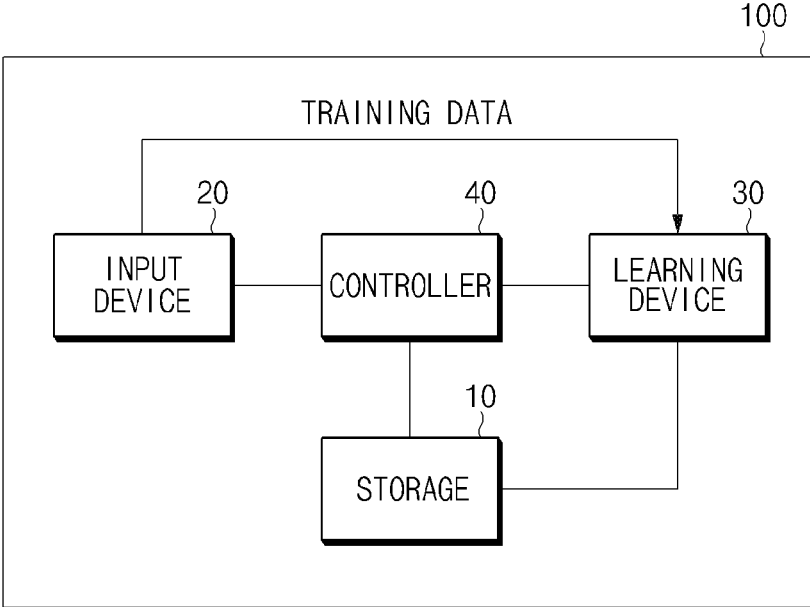 100
TRAINING DATA
20
40
30
INPUT
DEVICE
CONTROLLER
LEARNING
DEVICE
10
STORAGE